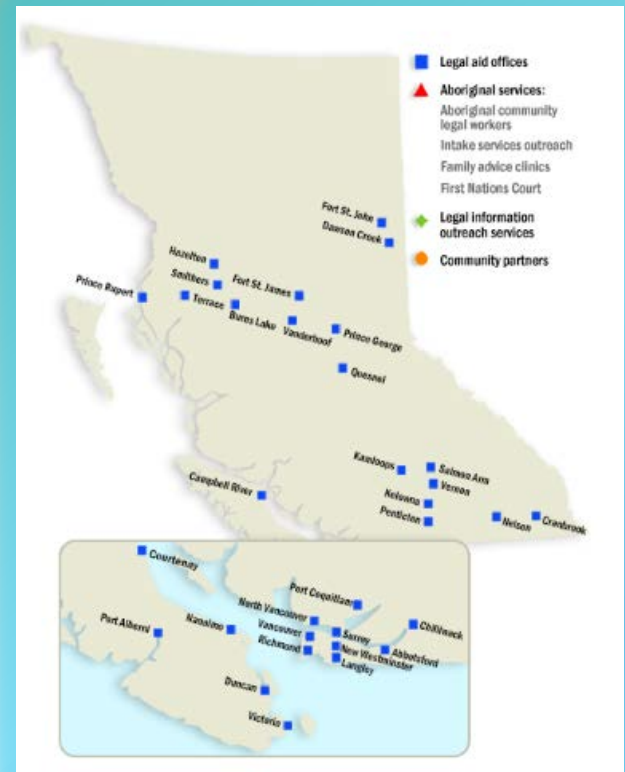 Legal aid offices
Aboriginal services:
Aboriginal community
legal workers
Intake services outreach
Family advice clinics
First Nations Court
Legal information
outreach services
Community partners
Fort St. John
Dawson Creek
Hazelton
Smithers
Fort St. James
Prince Rupert
Terrace
Burns Lake
Vanderhoof
Prince George
Quesnel
Kamloops
Salmon Arm
Vernon
Campbell River
Kelowna
Penticton
Nelson
Cranbrook
Courtenay
Port Coquitlam
North Vancouver
Chilliwack
Port Alberni
Nanaimo
Vancouver
Surrey
Richmond
New Westminster
Abbotsford
Langley
Duncan
Victoria